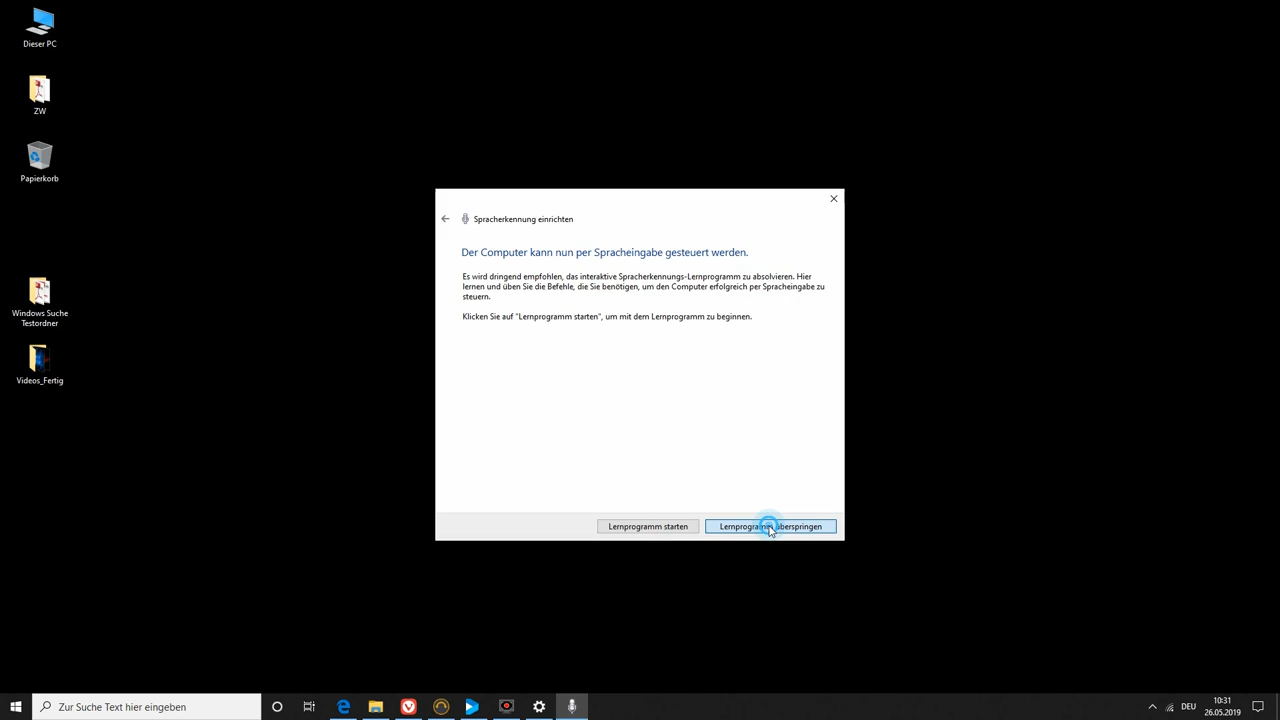 Dieser PC
ZW
Papierkorb
Windows Suche
Testordner
Videos_Fertig
Spracherkennung einrichten
Der Computer kann nun per Spracheingabe gesteuert werden.
Es wird dringend empfohlen, das interaktive Spracherkennungs-Lernprogramm zu absolvieren. Hier
lernen und üben Sie die Befehle, die Sie benötigen, um den Computer erfolgreich per Spracheingabe zu
steuern.
Klicken Sie auf "Lernprogramm starten", um mit dem Lernprogramm zu beginnen.
Lernprogramm starten
Lernprogramm überspringen
Zur Suche Text hier eingeben
DEU
10:31
26.05.2019